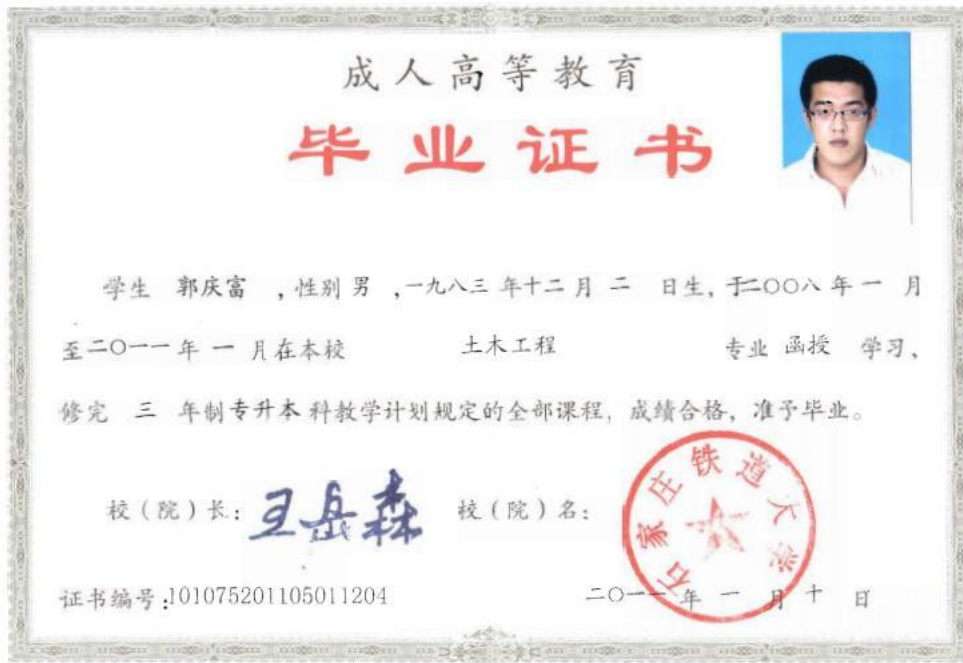 成人高等教育
毕业证书
学生 郭庆富 ，性别 男 ，一九八三 年十二月 二 日生，于二〇〇八 年 一 月
至二〇一一 年 一 月在本校 土木工程 专业 函授 学习、
修完 三 年制 专升本 科教学计划规定的全部课程，成绩合格，准予毕业。
校（院）长：王岳森 校（院）名：
石家庄铁道大学
证书编号：101075201105011204 二〇一一 年 一 月 十 日